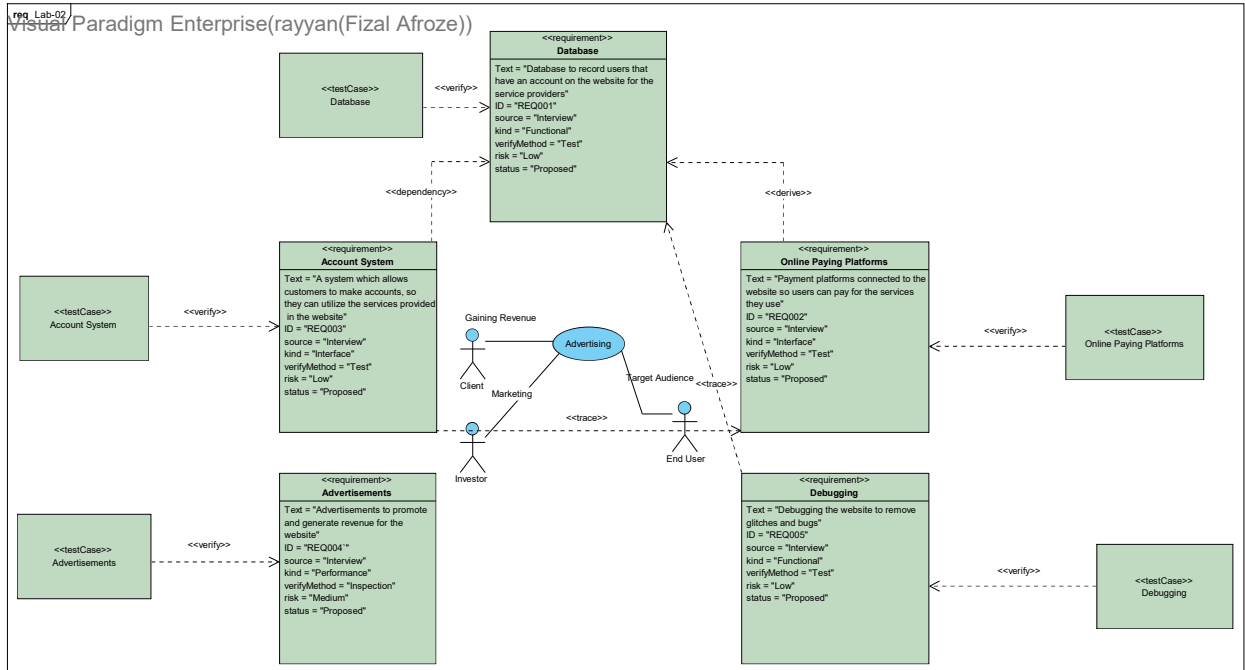 req Lab-02
Visual Paradigm Enterprise(rayyan(Fizal Afroze))
<<requirement>>
Database
Text = "Database to record users that
have an account on the website for the
service providers"
ID = "REQ001"
source = "Interview"
kind = "Functional"
verifyMethod = "Test"
risk = "Low"
status = "Proposed"
<<testCase>>
Database
<<verify>>
<<dependency>>
<<derive>>
<<requirement>>
Account System
Text = "A system which allows
customers to make accounts, so
they can utilize the services provided
in the website"
ID = "REQ003"
source = "Interview"
kind = "Interface"
verifyMethod = "Test"
risk = "Low"
status = "Proposed"
<<testCase>>
Account System
<<verify>>
Gaining Revenue
Client
Advertising
Marketing
Investor
Target Audience
End User
<<trace>>
<<trace>>
<<requirement>>
Online Paying Platforms
Text = "Payment platforms connected to the
website so users can pay for the services
they use"
ID = "REQ002"
source = "Interview"
kind = "Interface"
verifyMethod = "Test"
risk = "Low"
status = "Proposed"
<<verify>>
<<testCase>>
Online Paying Platforms
<<testCase>>
Advertisements
<<verify>>
<<requirement>>
Advertisements
Text = "Advertisements to promote
and generate revenue for the
website"
ID = "REQ004`"
source = "Interview"
kind = "Performance"
verifyMethod = "Inspection"
risk = "Medium"
status = "Proposed"
<<requirement>>
Debugging
Text = "Debugging the website to remove
glitches and bugs"
ID = "REQ005"
source = "Interview"
kind = "Functional"
verifyMethod = "Test"
risk = "Low"
status = "Proposed"
<<verify>>
<<testCase>>
Debugging